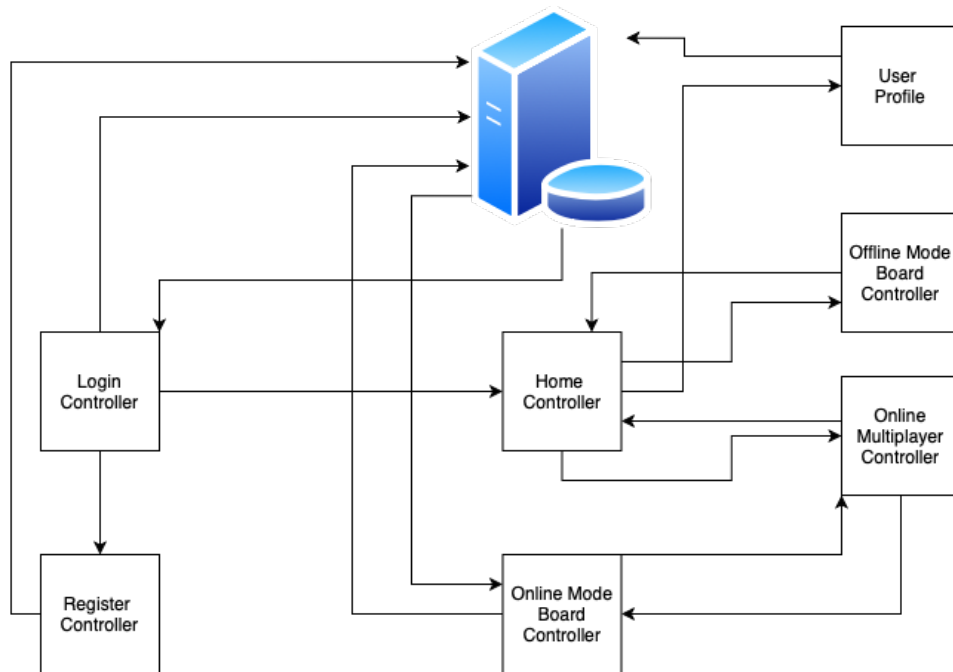 User
Profile
Offline Mode
Board
Controller
Login
Controller
Home
Controller
Online
Multiplayer
Controller
Register
Controller
Online Mode
Board
Controller